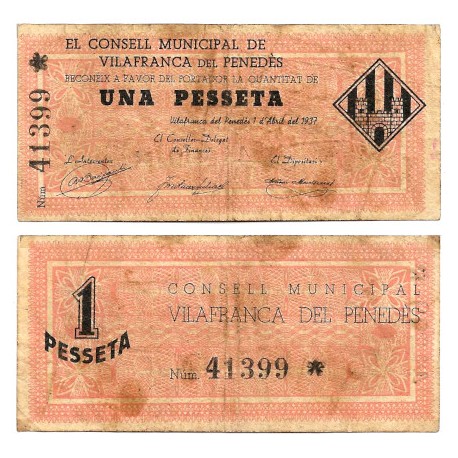 EL CONSELL MUNICIPAL DE
VILAFRANCA DEL PENEDÈS
RECONEIX A FAVOR DEL PORTADOR LA QUANTITAT DE
UNA PESSETA
Vilafranca del Penedès 1 d'Abril del 1937
El Conseller-Delegat
de Finances
L'Interventor
El Dipositari
Núm. 41399 *
1
PESSETA
CONSELL MUNICIPAL
VILAFRANCA DEL PENEDÈS
Núm. 41399 *